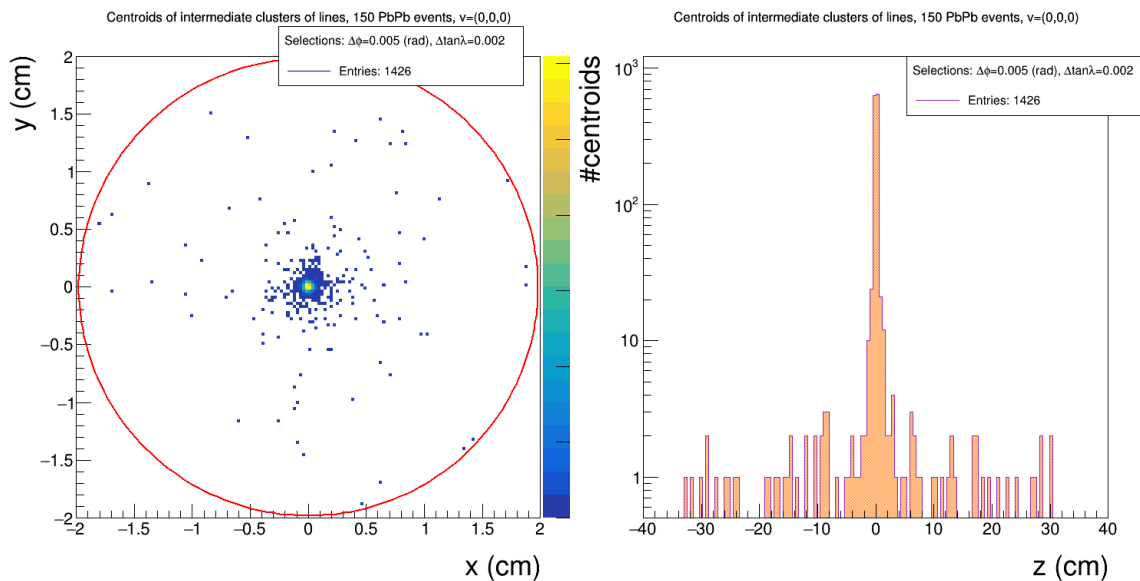 Centroids of intermediate clusters of lines, 150 PbPb events, v=(0,0,0)
Selections: Δϕ=0.005 (rad), Δtanλ=0.002
Entries: 1426
y (cm)
2
1.5
1
0.5
0
−0.5
−1
−1.5
−2
−2 −1.5 −1 −0.5 0 0.5 1 1.5 2
x (cm)
Centroids of intermediate clusters of lines, 150 PbPb events, v=(0,0,0)
Selections: Δϕ=0.005 (rad), Δtanλ=0.002
Entries: 1426
#centroids
10³
10²
10
1
−40 −30 −20 −10 0 10 20 30 40
z (cm)